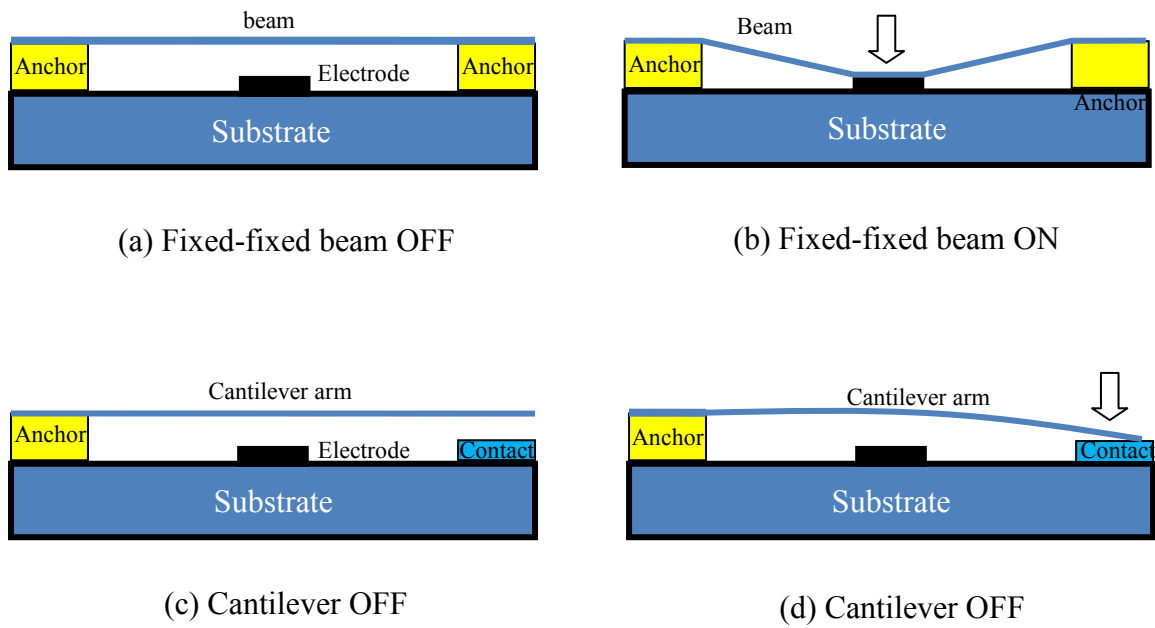 beam
Anchor
Electrode
Anchor
Substrate
(a) Fixed-fixed beam OFF
Beam
Anchor
Anchor
Substrate
(b) Fixed-fixed beam ON
Cantilever arm
Anchor
Electrode
Contact
Substrate
(c) Cantilever OFF
Cantilever arm
Anchor
Contact
Substrate
(d) Cantilever OFF